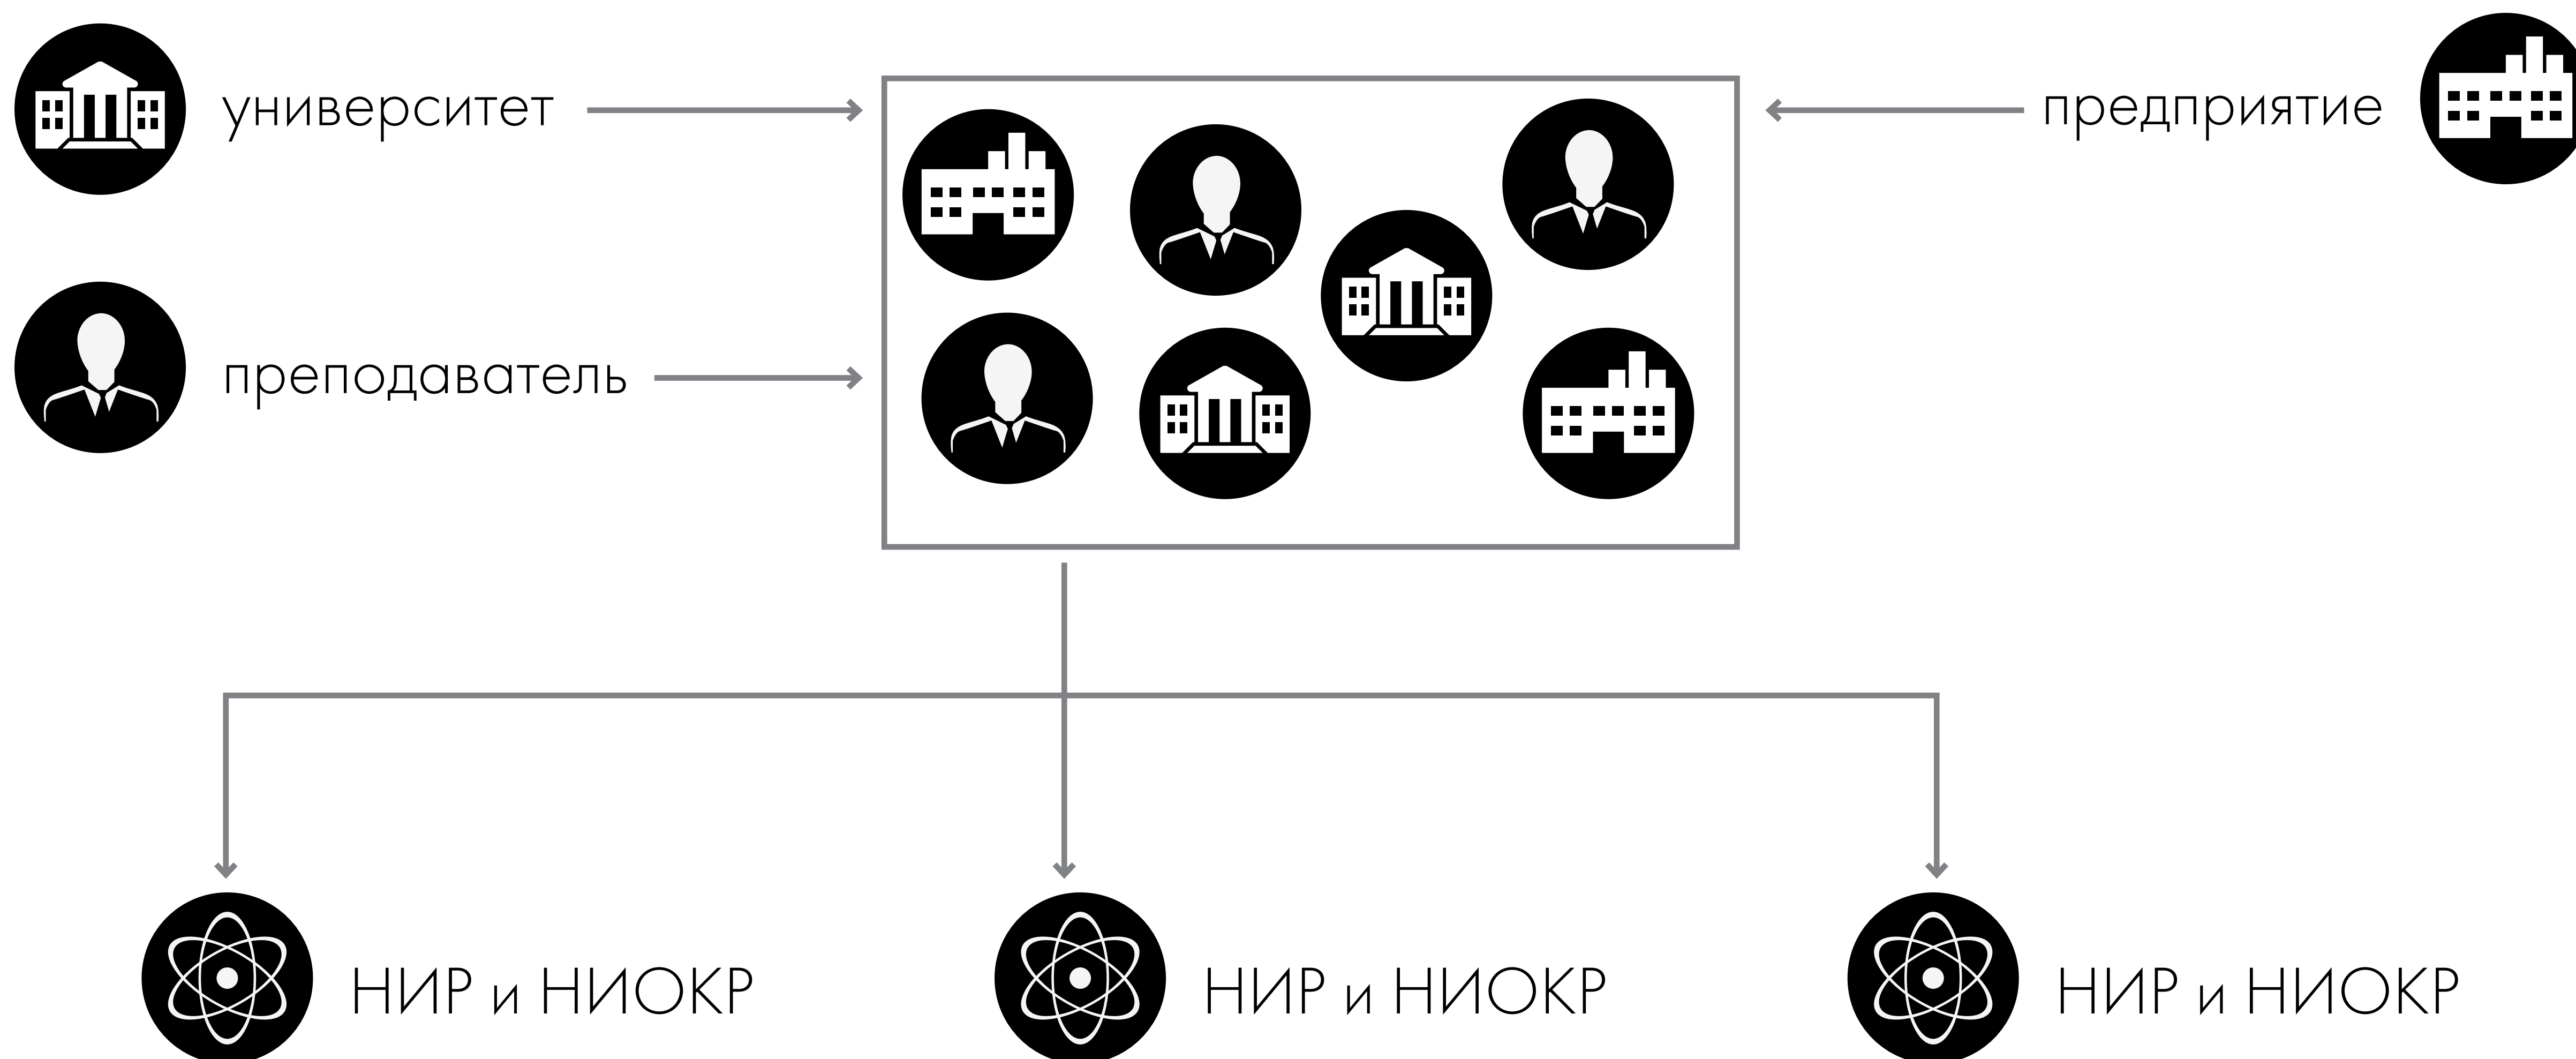 университет
предприятие
преподаватель
НИР и НИОКР
НИР и НИОКР
НИР и НИОКР